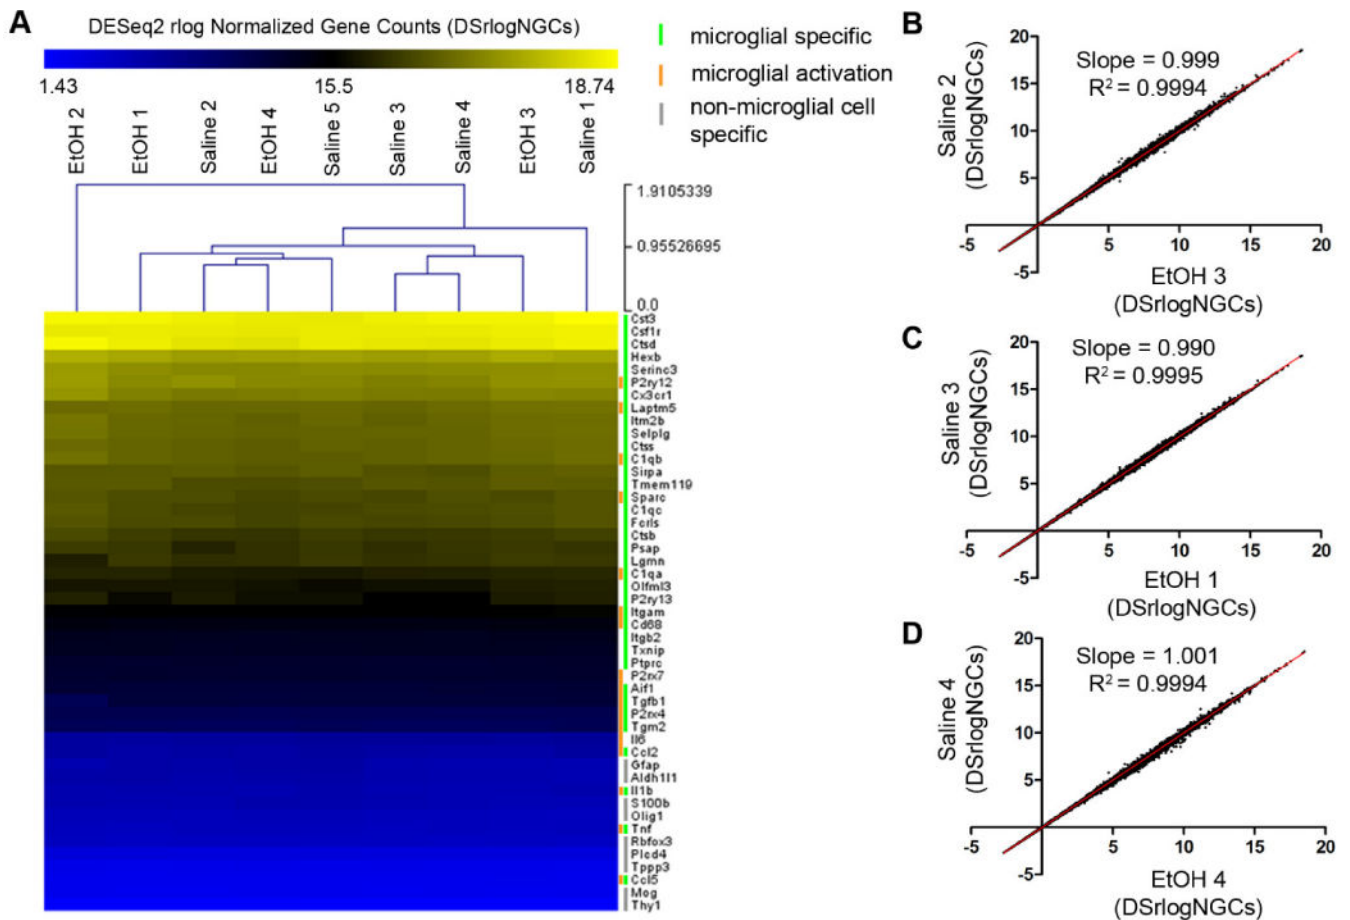 A
DESeq2 rlog Normalized Gene Counts (DSrlogNGCs)
1.43
15.5
18.74
microglial specific
microglial activation
non-microglial cell
specific
EtOH 2
EtOH 1
Saline 2
EtOH 4
Saline 5
Saline 3
Saline 4
EtOH 3
Saline 1
1.9105339
0.95526695
0.0
Cst3
Csf1r
Ctsd
Hexb
Serinc3
P2ry12
Cx3cr1
Laptm5
Itm2b
Selplg
Ctss
C1qb
Sirpa
Tmem119
Sparc
C1qc
Fcrls
Ctsb
Psap
Lgmn
C1qa
Olfml3
P2ry13
Itgam
Cd68
Itgb2
Txnip
Ptprc
P2rx7
Aif1
Tgfb1
P2rx4
Tgm2
Il6
Ccl2
Gfap
Aldh1l1
Il1b
S100b
Olig1
Tnf
Rbfox3
Plcd4
Tppp3
Ccl5
Mog
Thy1
B
Saline 2
(DSrlogNGCs)
Slope = 0.999
R² = 0.9994
20
15
10
5
-5
-5
5
10
15
20
EtOH 3
(DSrlogNGCs)
C
Saline 3
(DSrlogNGCs)
Slope = 0.990
R² = 0.9995
20
15
10
5
-5
-5
5
10
15
20
EtOH 1
(DSrlogNGCs)
D
Saline 4
(DSrlogNGCs)
Slope = 1.001
R² = 0.9994
20
15
10
5
-5
-5
5
10
15
20
EtOH 4
(DSrlogNGCs)